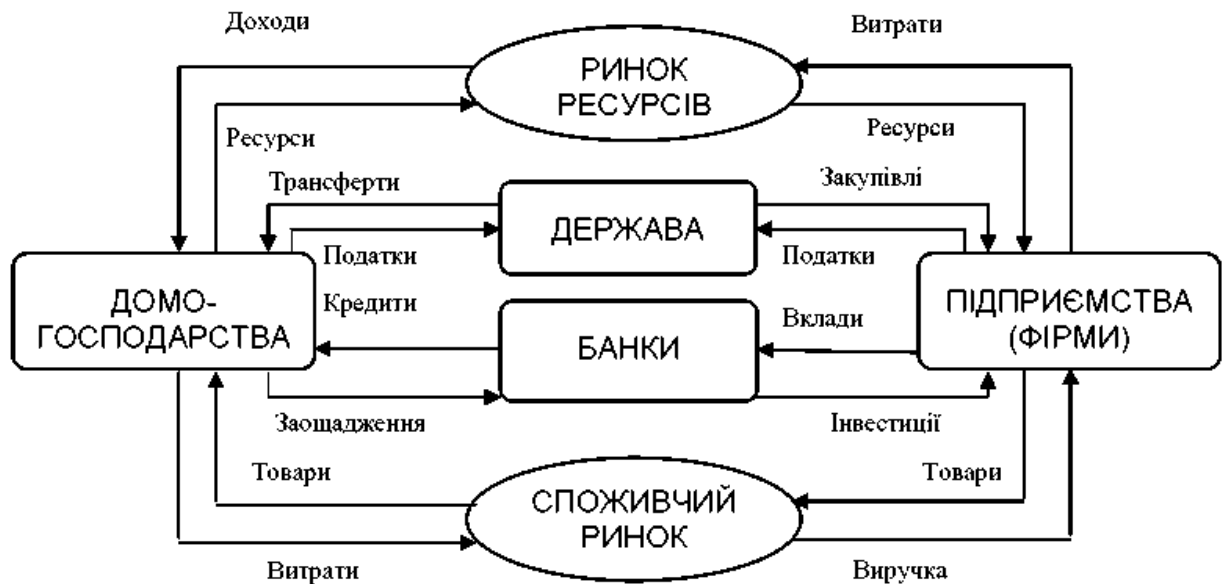 Доходи
Витрати
РИНОК
РЕСУРСІВ
Ресурси
Ресурси
Трансферти
Закупівлі
ДЕРЖАВА
Податки
Податки
ДОМО-
ГОСПОДАРСТВА
Кредити
БАНКИ
Вклади
ПІДПРИЄМСТВА
(ФІРМИ)
Заощадження
Інвестиції
Товари
Товари
СПОЖИВЧИЙ
РИНОК
Витрати
Виручка